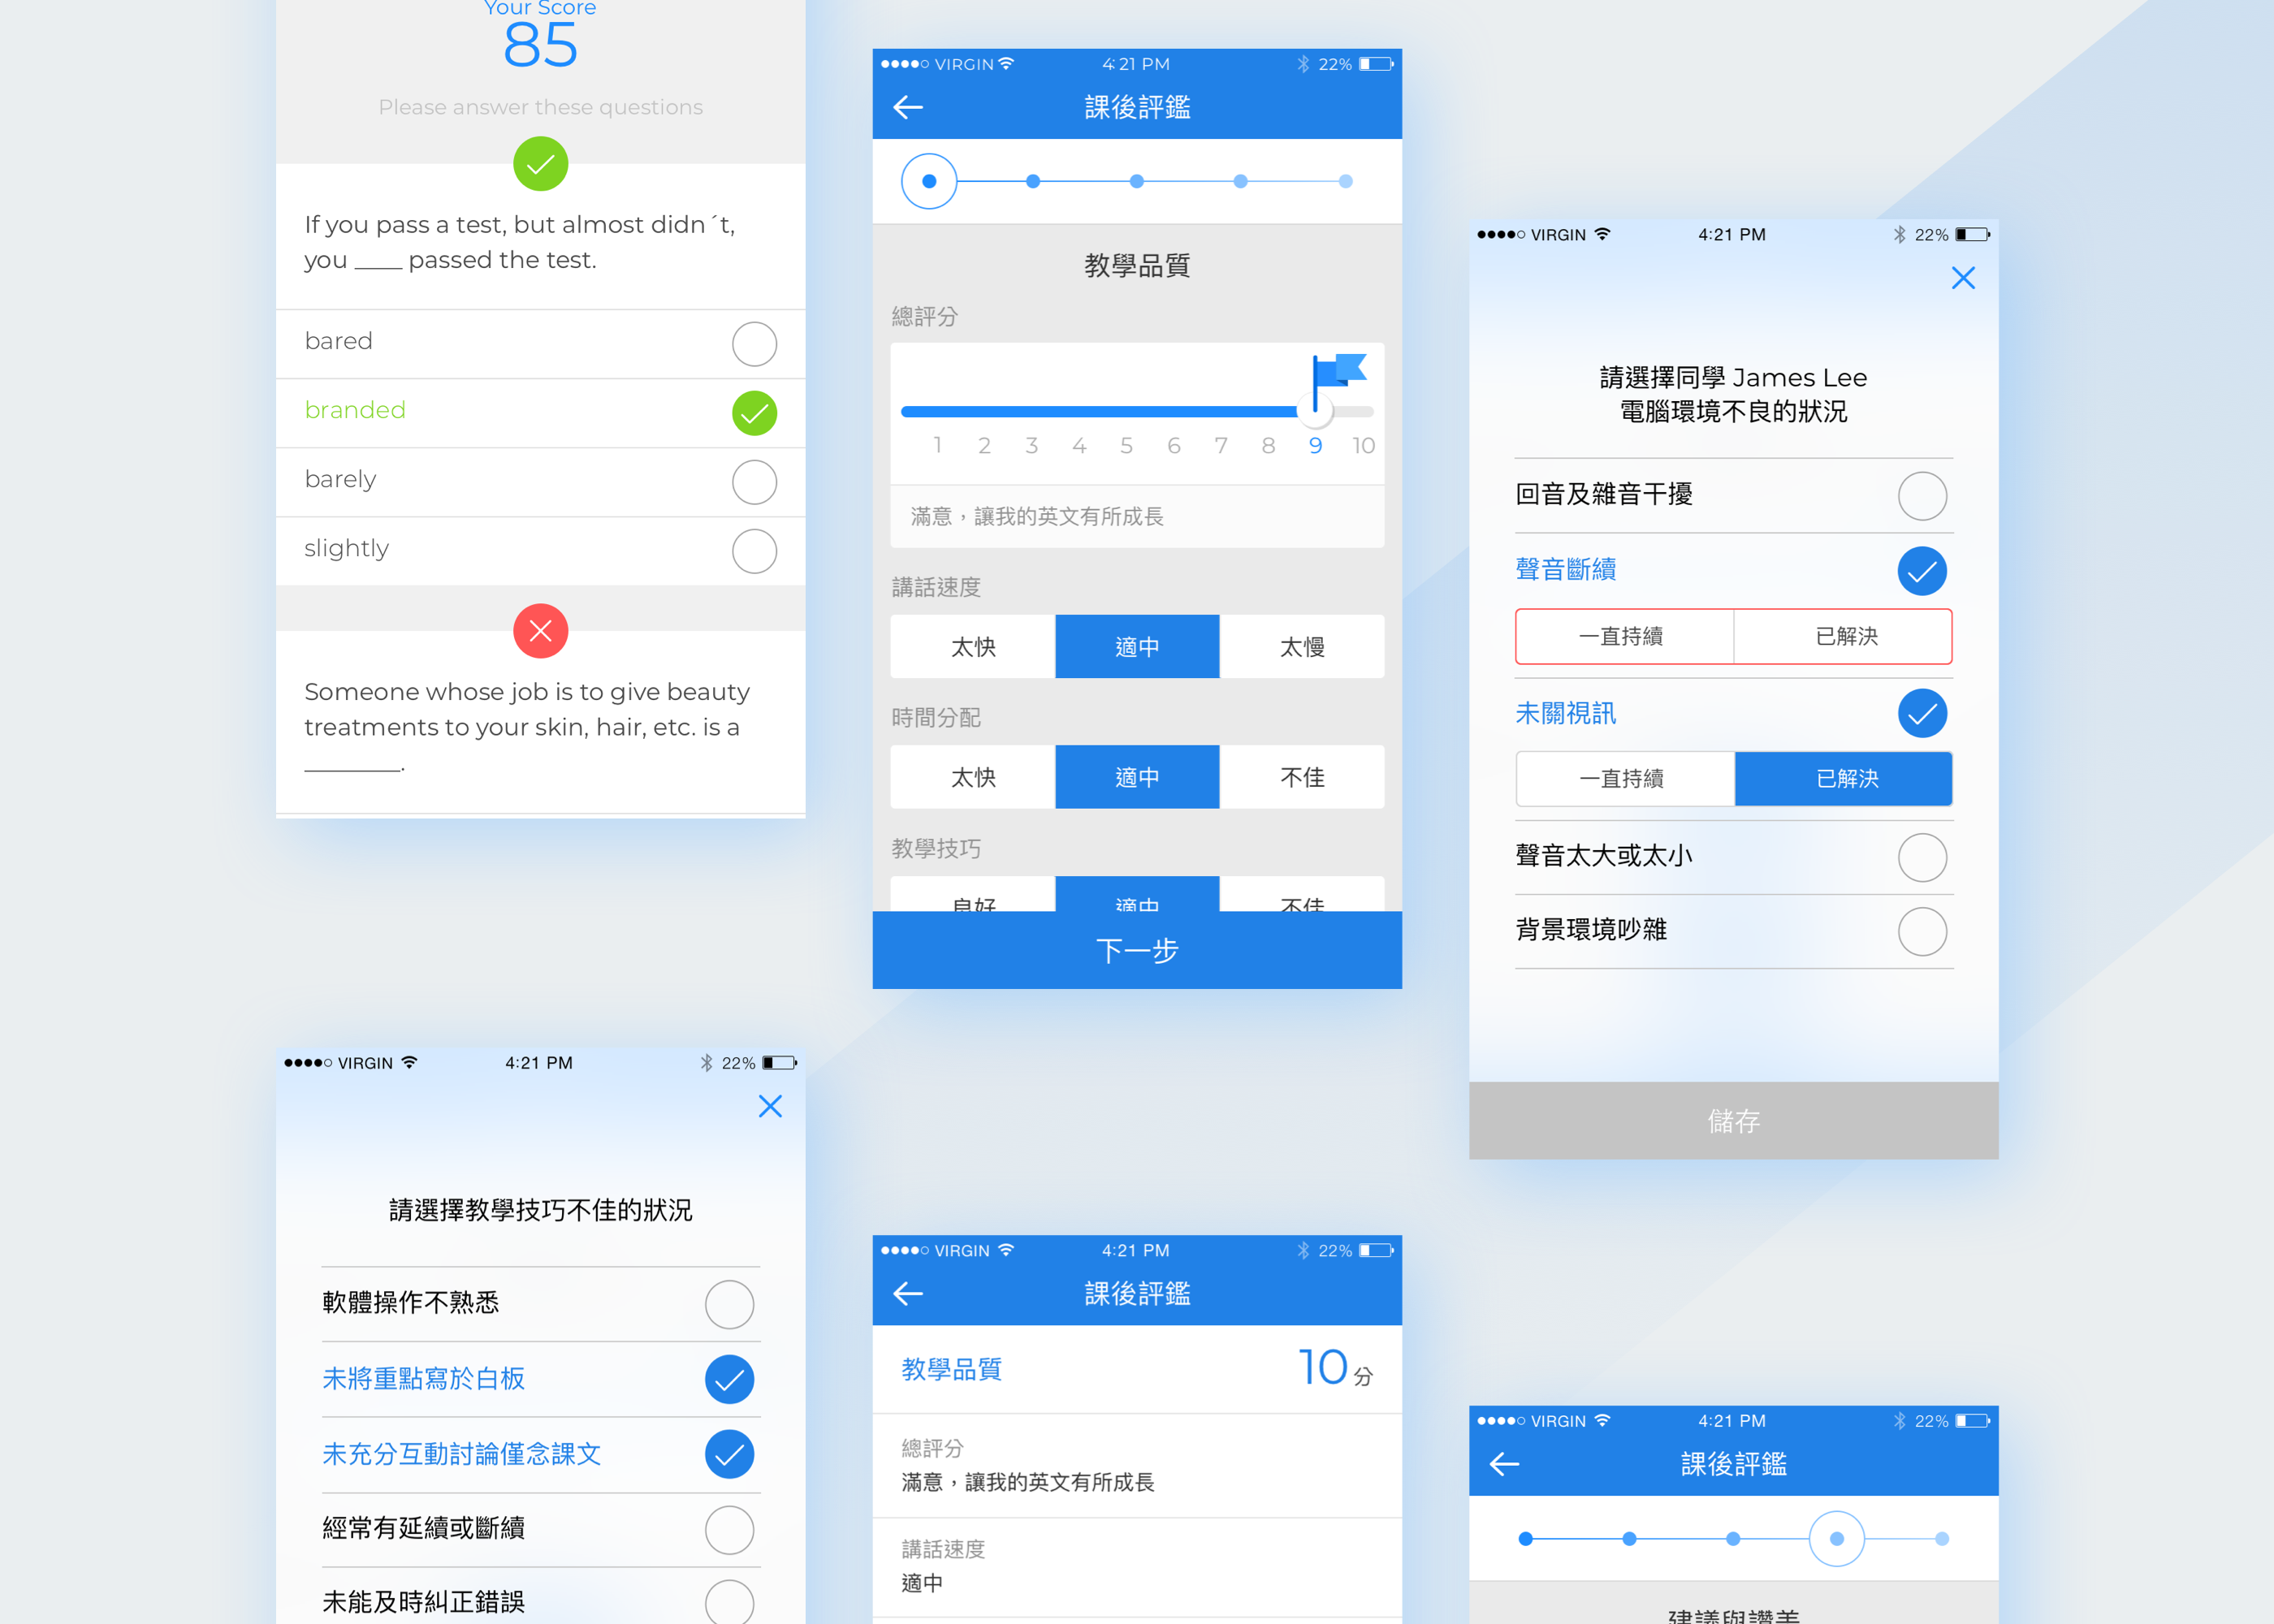 Your Score
85
Please answer these questions
If you pass a test, but almost didn´t,
you ____ passed the test.
bared
branded
barely
slightly
Someone whose job is to give beauty
treatments to your skin, hair, etc. is a
________.
VIRGIN 4:21 PM 22%
課後評鑑
教學品質
總評分
1 2 3 4 5 6 7 8 9 10
滿意，讓我的英文有所成長
講話速度
太快 適中 太慢
時間分配
太快 適中 不佳
教學技巧
良好 適中 不佳
下一步
VIRGIN 4:21 PM 22%
請選擇同學 James Lee
電腦環境不良的狀況
回音及雜音干擾
聲音斷續
一直持續 已解決
未關視訊
一直持續 已解決
聲音太大或太小
背景環境吵雜
儲存
VIRGIN 4:21 PM 22%
請選擇教學技巧不佳的狀況
軟體操作不熟悉
未將重點寫於白板
未充分互動討論僅念課文
經常有延續或斷續
未能及時糾正錯誤
VIRGIN 4:21 PM 22%
課後評鑑
教學品質 10 分
總評分
滿意，讓我的英文有所成長
講話速度
適中
VIRGIN 4:21 PM 22%
課後評鑑
建議與讚美